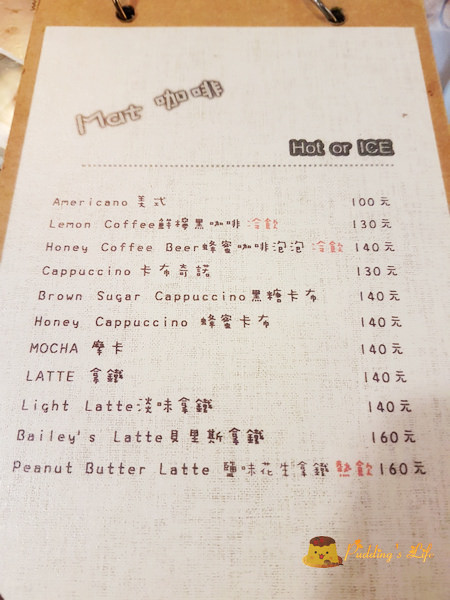 Mat 咖啡
Hot or ICE
Americano 美式 100元
Lemon Coffee鮮檸黑咖啡 冷飲 130元
Honey Coffee Beer蜂蜜咖啡泡泡 冷飲 140元
Cappuccino 卡布奇諾 130元
Brown Sugar Cappuccino黑糖卡布 140元
Honey Cappuccino 蜂蜜卡布 140元
MOCHA 摩卡 140元
LATTE 拿鐵 140元
Light Latte淡味拿鐵 140元
Bailey's Latte貝里斯拿鐵 160元
Peanut Butter Latte 鹽味花生拿鐵 熱飲 160元
Pudding's Life